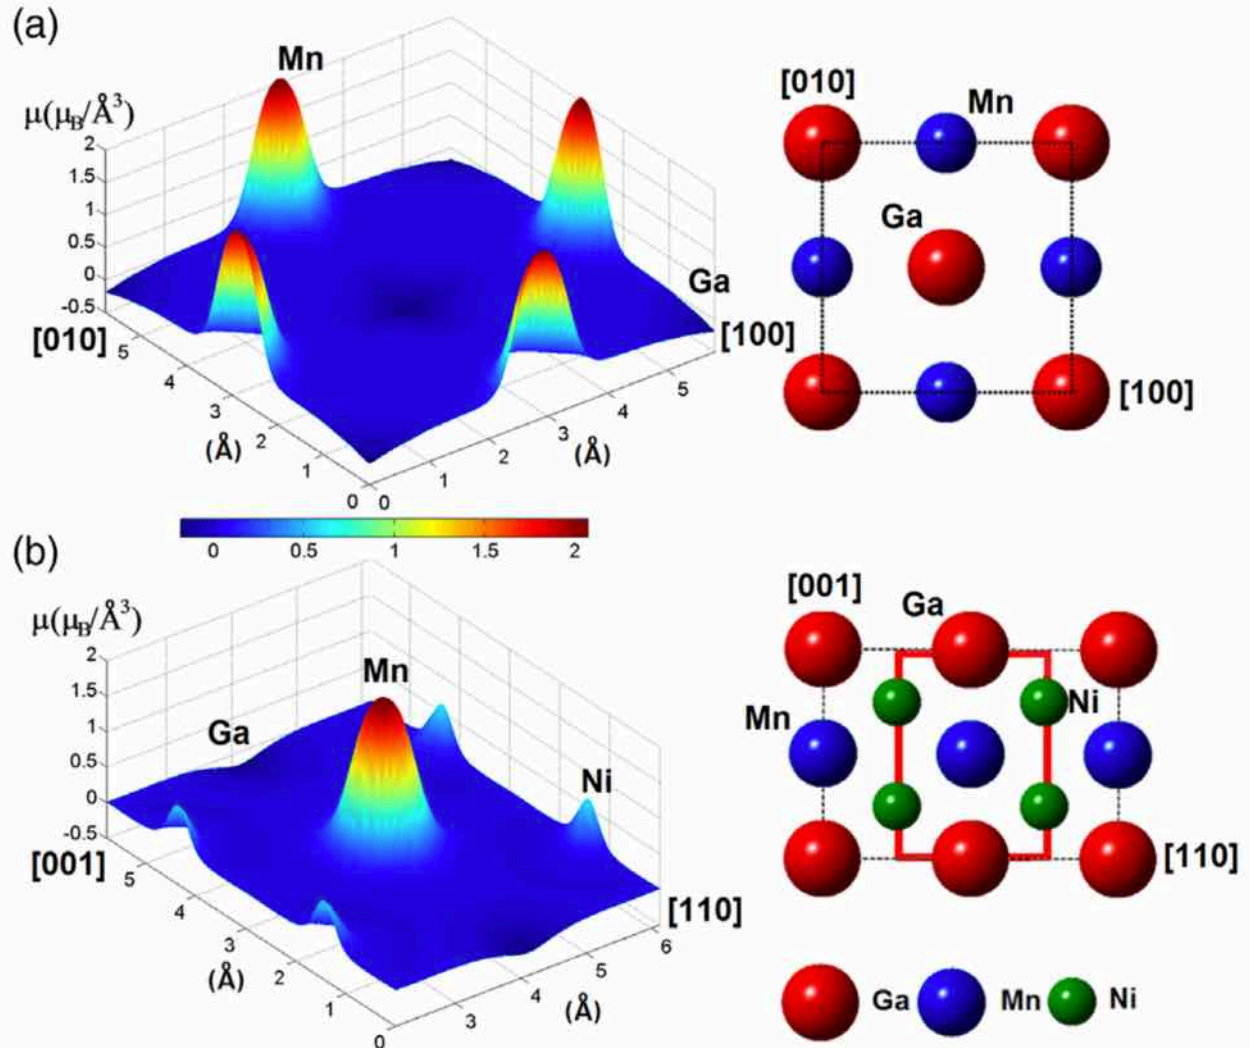 (a)
Mn
μ(μB/Å³)
2
1.5
1
0.5
0
-0.5
[010]
5
4
3
2
1
0
(Å)
0
1
2
3
4
5
(Å)
Ga
[100]
[010]
Mn
Ga
[100]
0 0.5 1 1.5 2
(b)
μ(μB/Å³)
2
1.5
1
0.5
0
-0.5
Ga
Mn
Ni
[001]
5
4
3
2
1
0
(Å)
3
4
5
6
(Å)
[110]
[001]
Ga
Mn
Ni
[110]
Ga Mn Ni